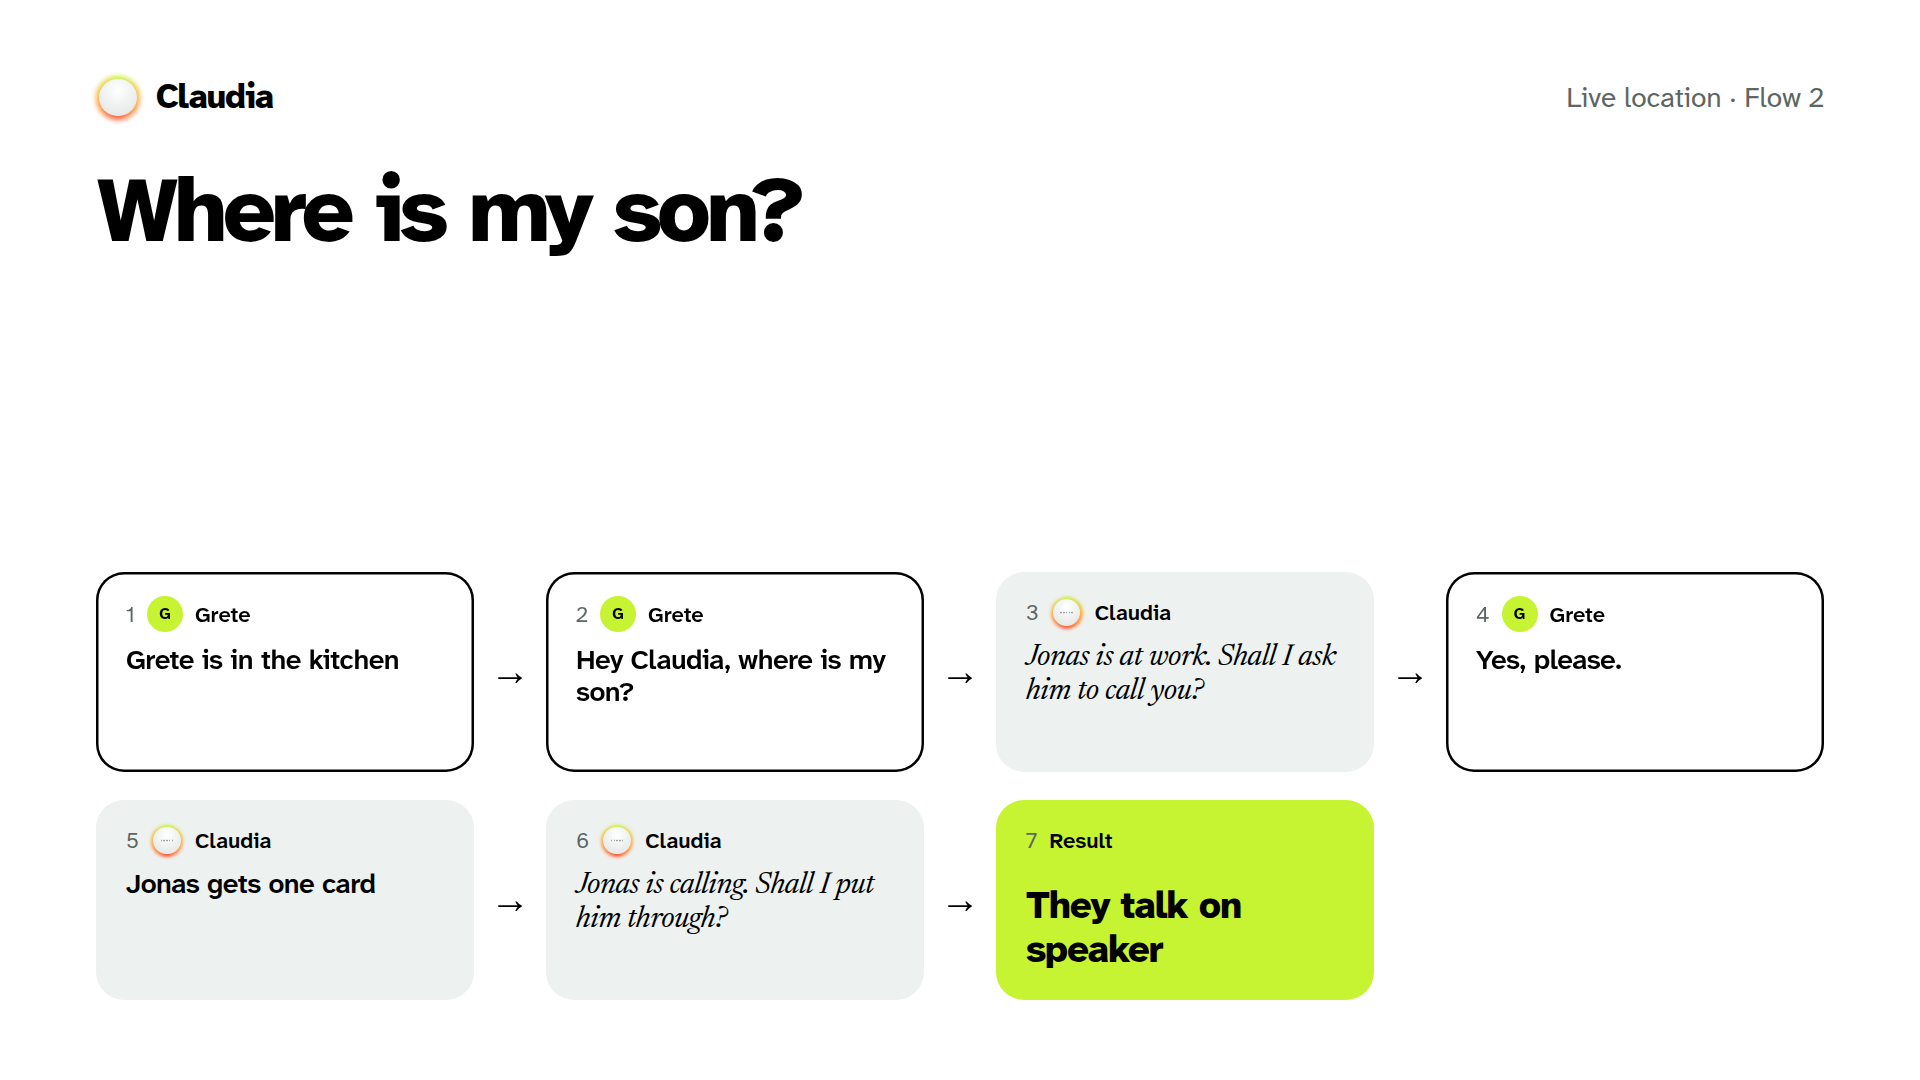 Claudia
Live location · Flow 2
Where is my son?
1 G Grete
Grete is in the kitchen
→
2 G Grete
Hey Claudia, where is my
son?
→
3 Claudia
Jonas is at work. Shall I ask
him to call you?
→
4 G Grete
Yes, please.
5 Claudia
Jonas gets one card
→
6 Claudia
Jonas is calling. Shall I put
him through?
→
7 Result
They talk on
speaker